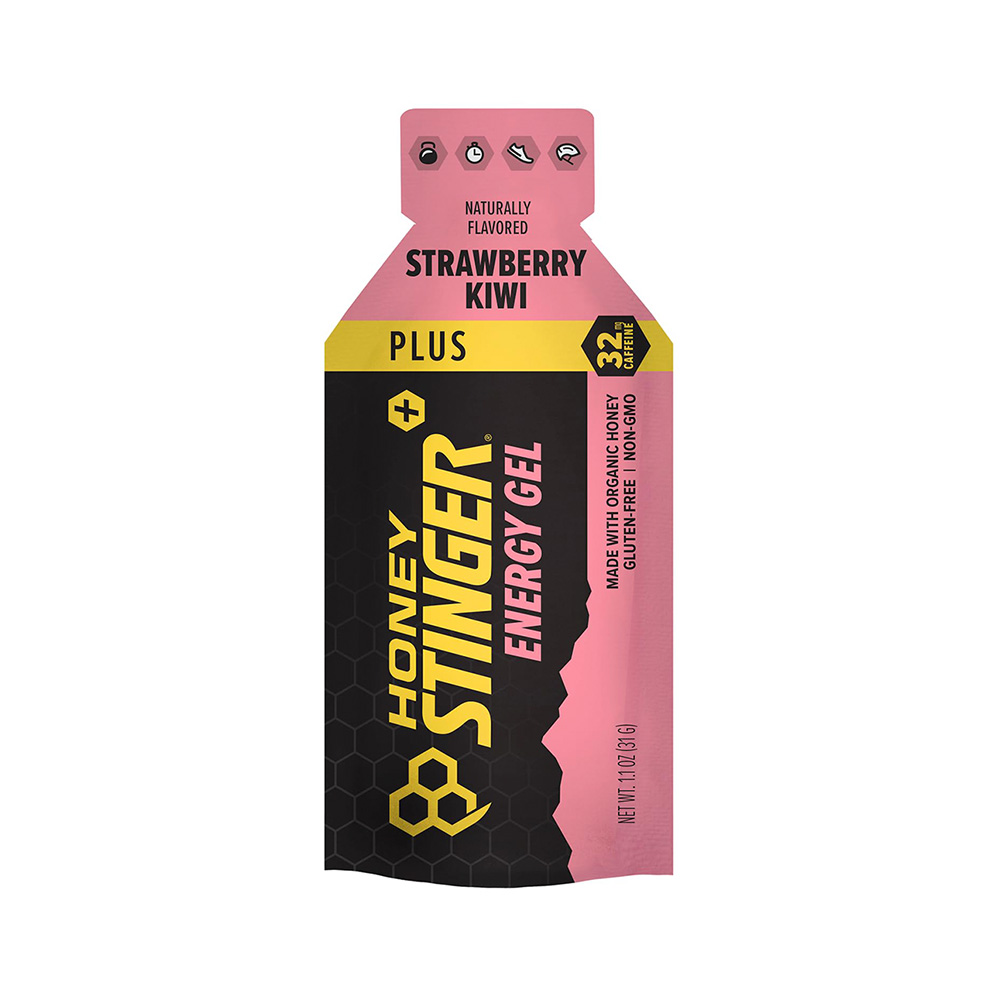 NATURALLY
FLAVORED
STRAWBERRY
KIWI
PLUS
32 mg
CAFFEINE
HONEY
STINGER®
ENERGY GEL
MADE WITH ORGANIC HONEY
GLUTEN-FREE | NON-GMO
NET WT. 1.1 OZ (31 G)